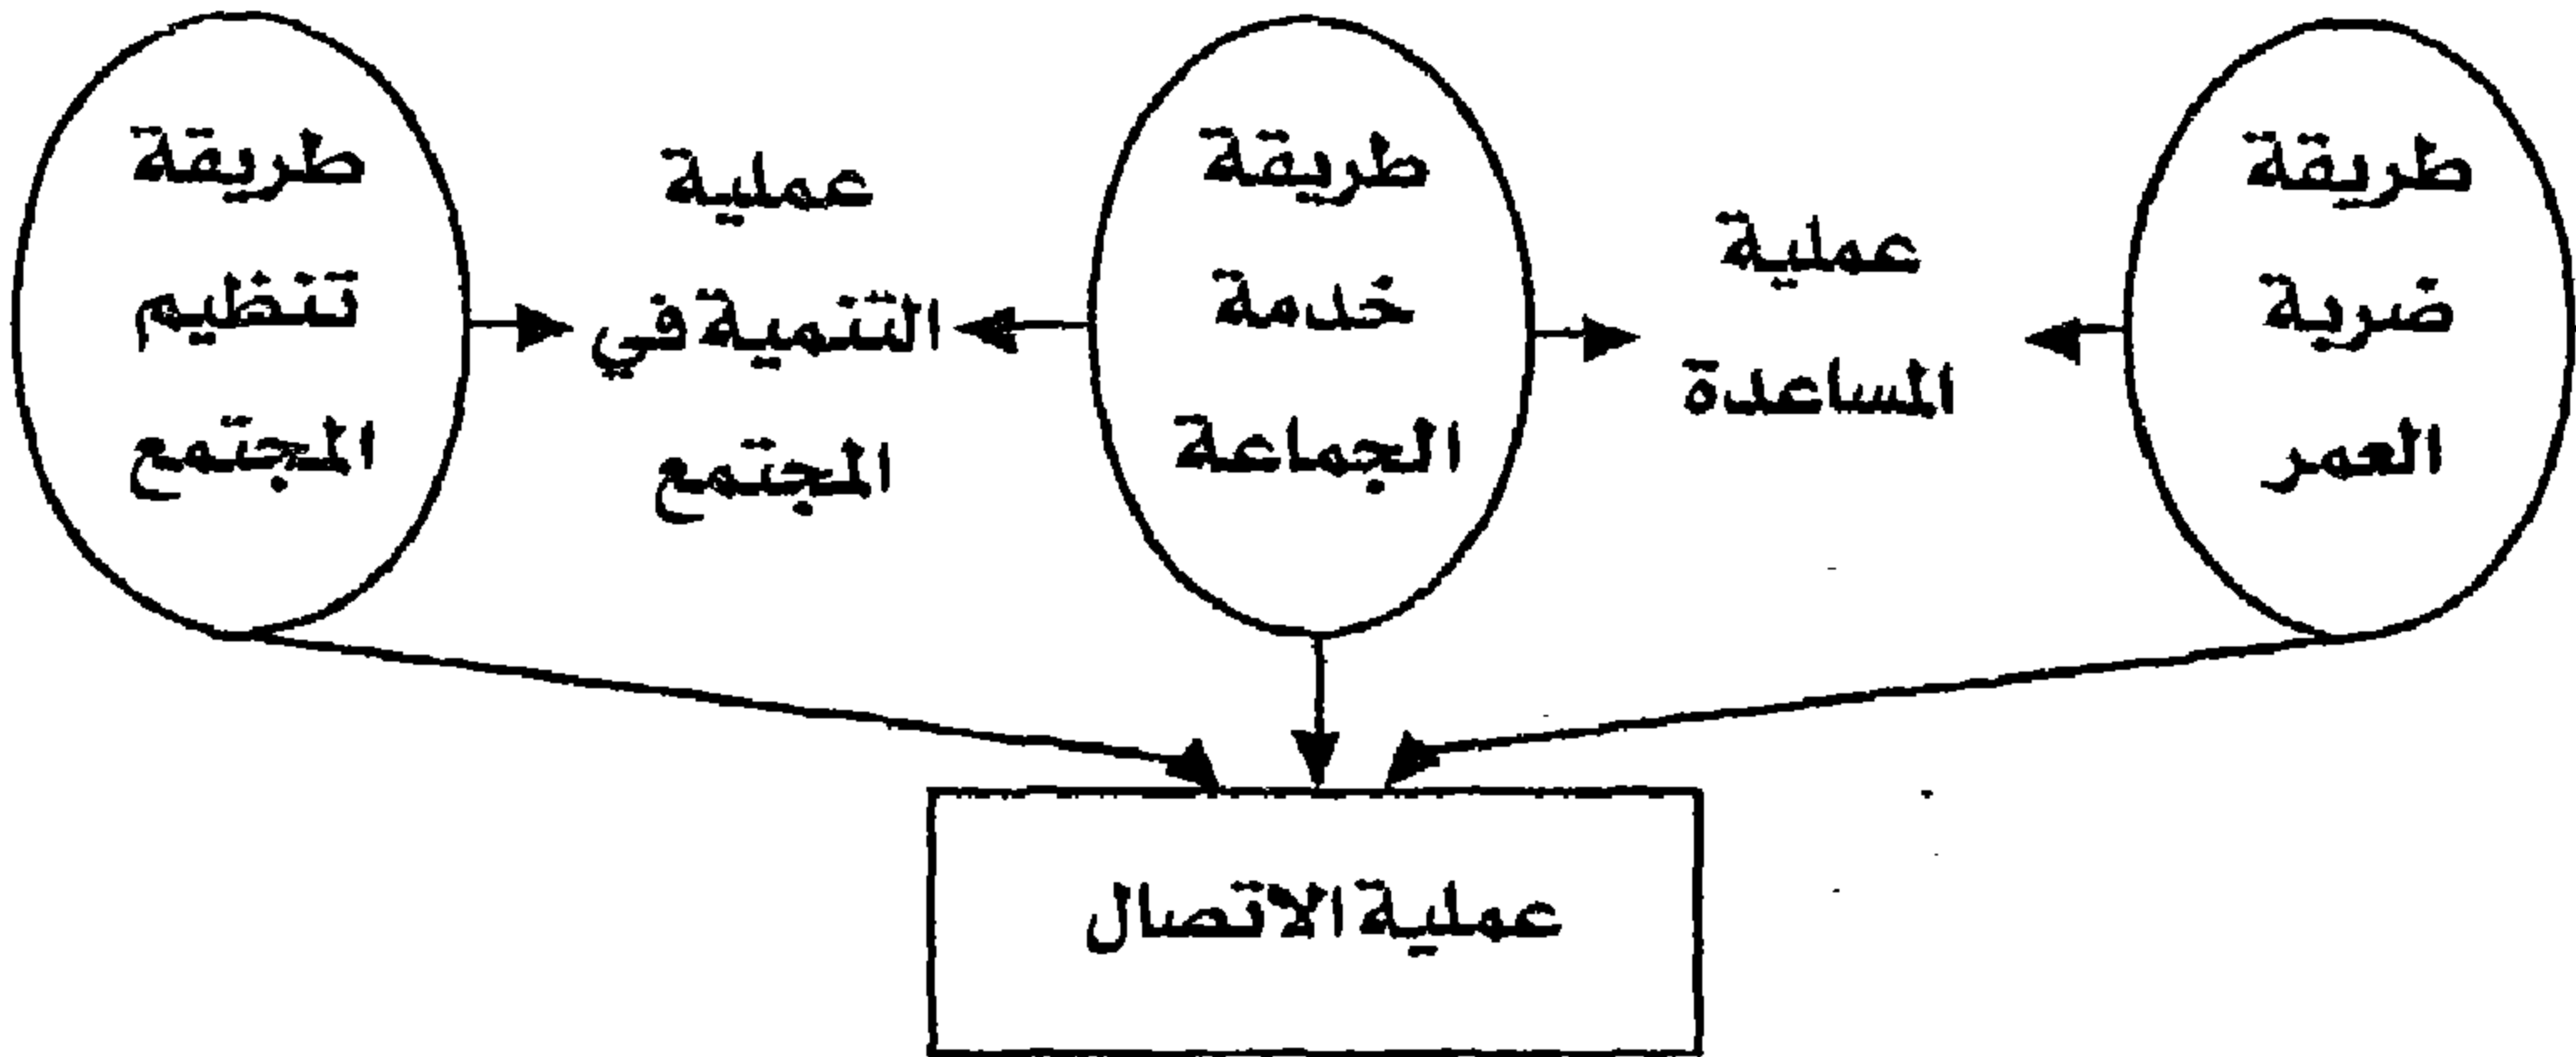 طريقة
ضربة
العمر
عملية
المساعدة
طريقة
خدمة
الجماعة
عملية
التنمية في
المجتمع
طريقة
تنظيم
المجتمع
عملية الاتصال